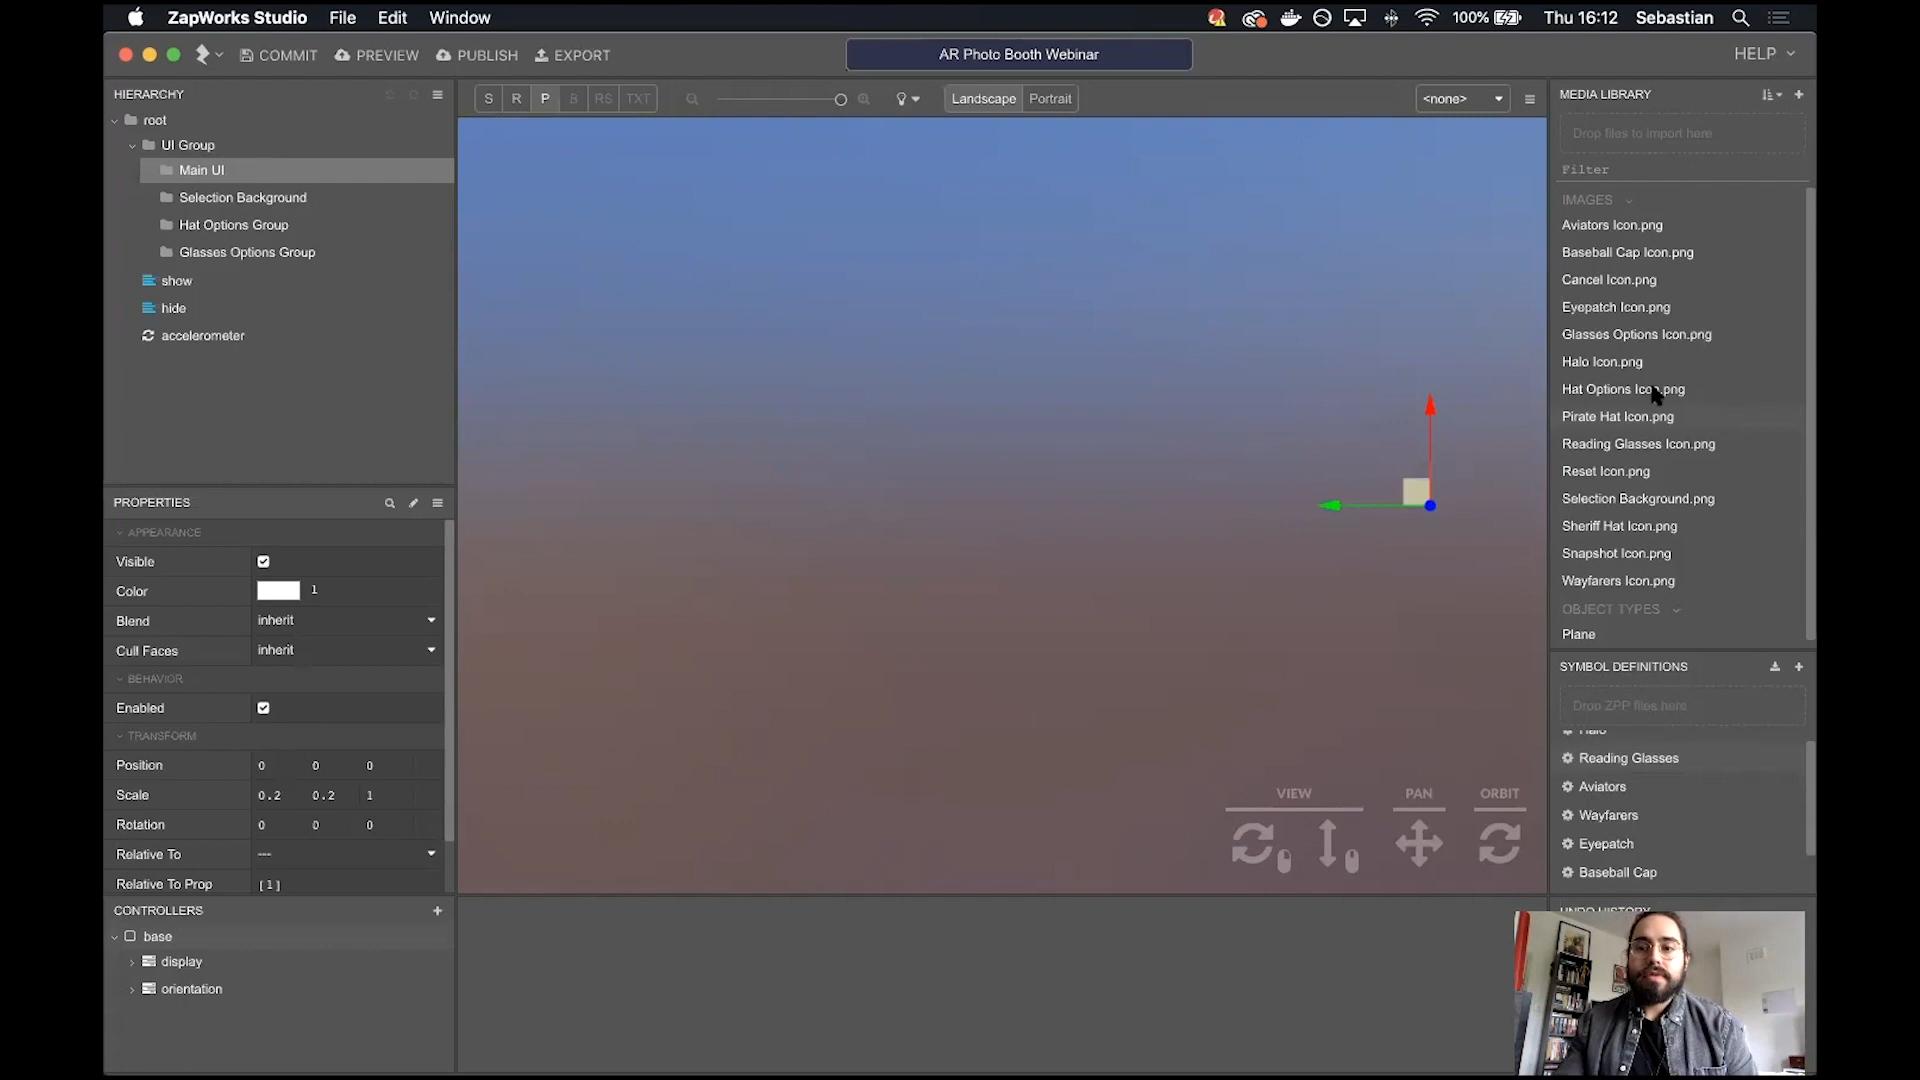 ZapWorks Studio File Edit Window 100% Thu 16:12 Sebastian
COMMIT PREVIEW PUBLISH EXPORT AR Photo Booth Webinar HELP
HIERARCHY
root
UI Group
Main UI
Selection Background
Hat Options Group
Glasses Options Group
show
hide
accelerometer
PROPERTIES
APPEARANCE
Visible
Color 1
Blend inherit
Cull Faces inherit
BEHAVIOR
Enabled
TRANSFORM
Position 0 0 0
Scale 0.2 0.2 1
Rotation 0 0 0
Relative To ---
Relative To Prop [1]
CONTROLLERS
base
display
orientation
S R P B RS TXT Landscape Portrait <none>
VIEW PAN ORBIT
MEDIA LIBRARY
Drop files to import here
Filter
IMAGES
Aviators Icon.png
Baseball Cap Icon.png
Cancel Icon.png
Eyepatch Icon.png
Glasses Options Icon.png
Halo Icon.png
Hat Options Icon.png
Pirate Hat Icon.png
Reading Glasses Icon.png
Reset Icon.png
Selection Background.png
Sheriff Hat Icon.png
Snapshot Icon.png
Wayfarers Icon.png
OBJECT TYPES
Plane
SYMBOL DEFINITIONS
Drop ZPP files here
Halo
Reading Glasses
Aviators
Wayfarers
Eyepatch
Baseball Cap
UNDO HISTORY